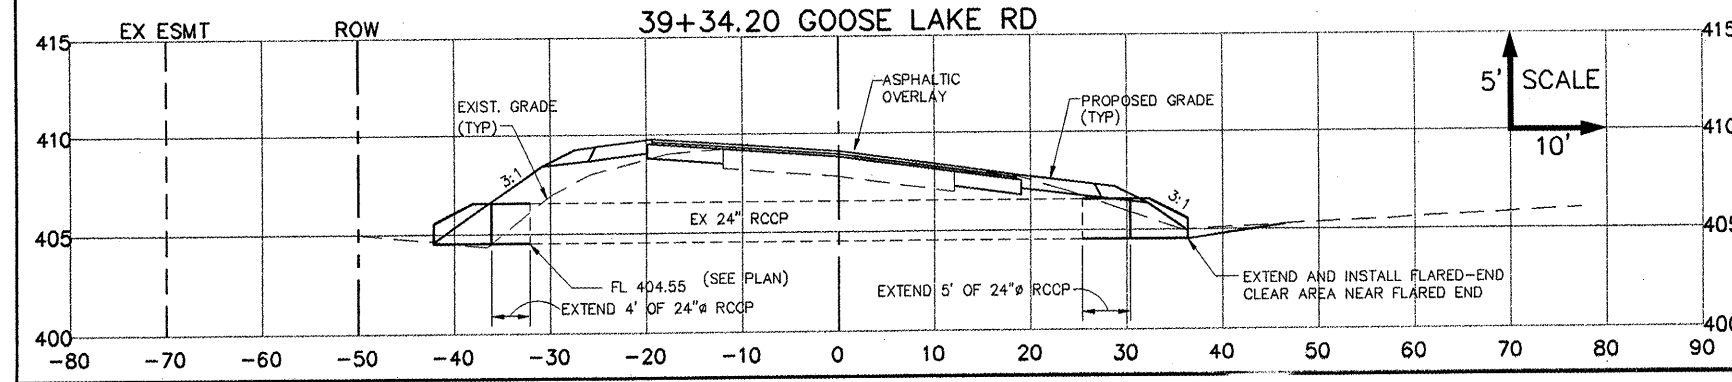 39+34.20 GOOSE LAKE RD
EX ESMT
ROW
415
415
ASPHALTIC
OVERLAY
5' SCALE
EXIST. GRADE
(TYP)
PROPOSED GRADE
(TYP)
410
410
10'
3:1
3:1
EX 24" RCCP
405
405
FL 404.55 (SEE PLAN)
EXTEND 4' OF 24"ø RCCP
EXTEND 5' OF 24"ø RCCP
EXTEND AND INSTALL FLARED-END
CLEAR AREA NEAR FLARED END
400
400
-80 -70 -60 -50 -40 -30 -20 -10 0 10 20 30 40 50 60 70 80 90